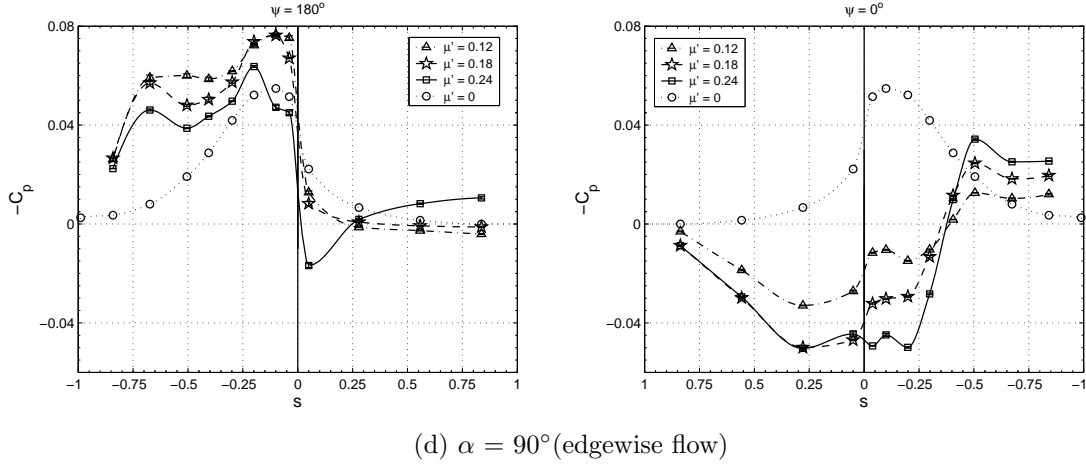 ψ = 180°
0.08
0.04
0
−0.04
−C_p
−1 −0.75 −0.5 −0.25 0 0.25 0.5 0.75 1
s
μ' = 0.12
μ' = 0.18
μ' = 0.24
μ' = 0
ψ = 0°
0.08
0.04
0
−0.04
−C_p
1 0.75 0.5 0.25 0 −0.25 −0.5 −0.75 −1
s
μ' = 0.12
μ' = 0.18
μ' = 0.24
μ' = 0
(d) α = 90°(edgewise flow)